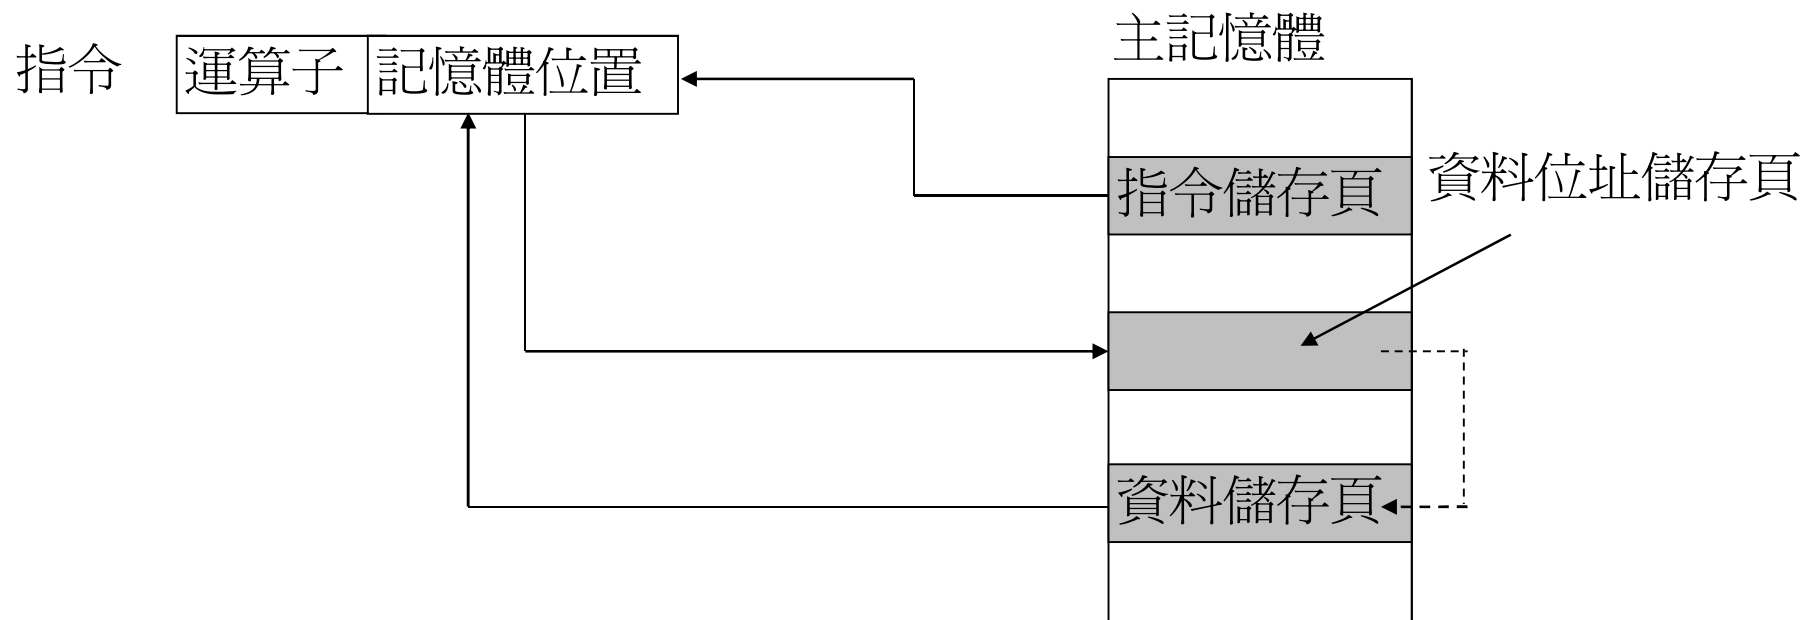 主記憶體
指令
運算子
記憶體位置
指令儲存頁
資料位址儲存頁
資料儲存頁